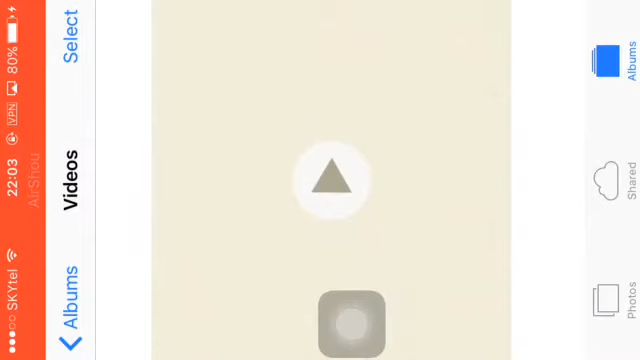 ●●●○○ SKYtel 22:03 VPN 80%
AirShou
Albums Videos Select
Photos Shared Albums